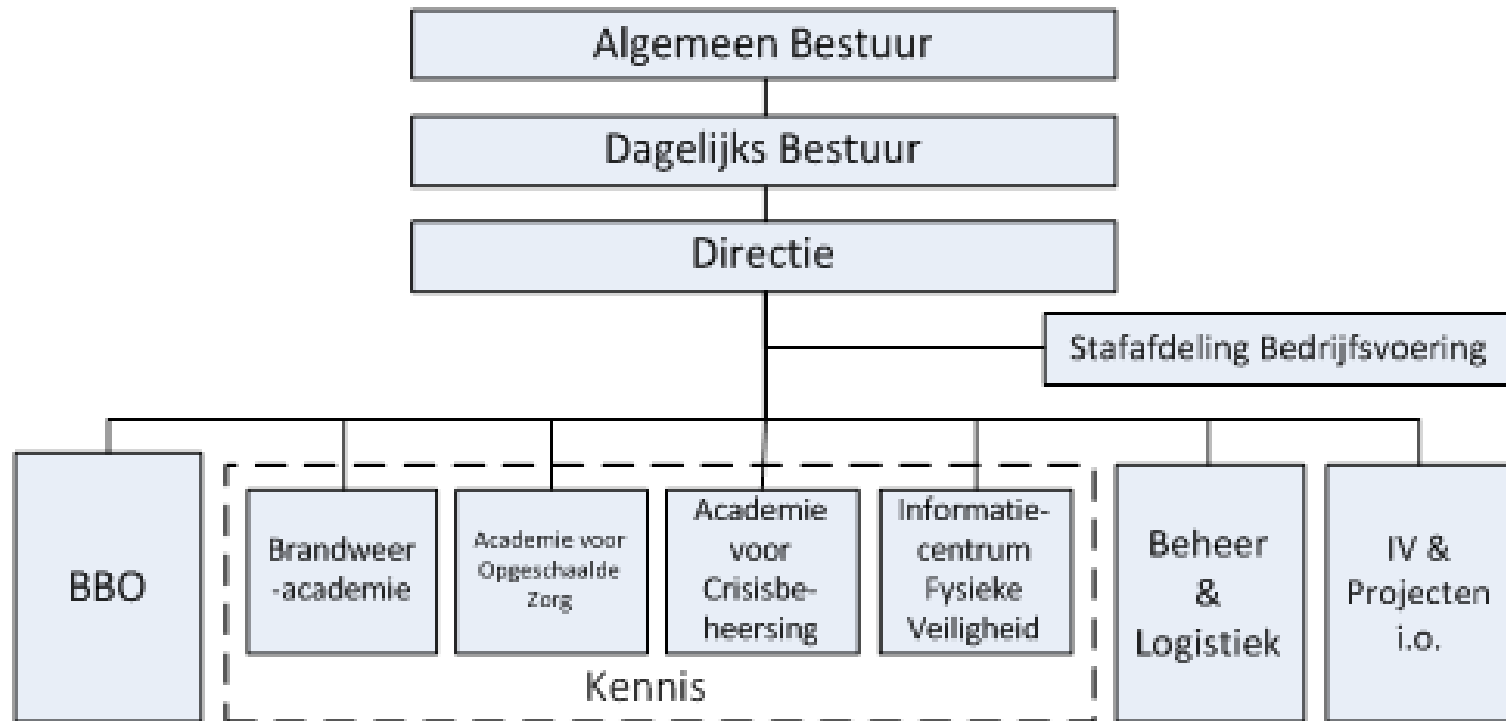 Algemeen Bestuur
Dagelijks Bestuur
Directie
Stafafdeling Bedrijfsvoering
BBO
Brandweer
-academie
Academie voor
Opgeschaalde
Zorg
Academie
voor
Crisisbe-
heersing
Informatie-
centrum
Fysieke
Veiligheid
Kennis
Beheer
&
Logistiek
IV &
Projecten
i.o.